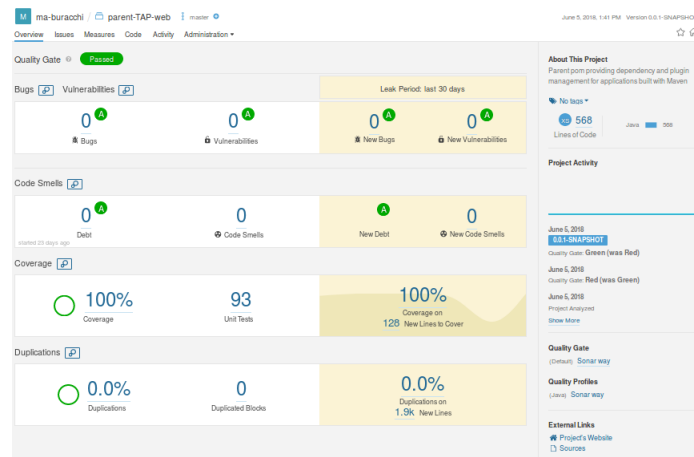 M ma-buracchi / parent-TAP-web master
June 5, 2018, 1:41 PM Version 0.0.1-SNAPSHO
Overview Issues Measures Code Activity Administration
Quality Gate Passed
Bugs Vulnerabilities
Leak Period: last 30 days
0 A
Bugs
0 A
Vulnerabilities
0 A
New Bugs
0 A
New Vulnerabilities
Code Smells
0 A
Debt
started 23 days ago
0
Code Smells
A
New Debt
0
New Code Smells
Coverage
100%
Coverage
93
Unit Tests
100%
Coverage on
128 New Lines to Cover
Duplications
0.0%
Duplications
0
Duplicated Blocks
0.0%
Duplications on
1.9k New Lines
About This Project
Parent pom providing dependency and plugin
management for applications built with Maven
No tags
XS 568
Lines of Code
Java 568
Project Activity
June 5, 2018
0.0.1-SNAPSHOT
Quality Gate: Green (was Red)
June 5, 2018
Quality Gate: Red (was Green)
June 5, 2018
Project Analyzed
Show More
Quality Gate
(Default) Sonar way
Quality Profiles
(Java) Sonar way
External Links
Project's Website
Sources